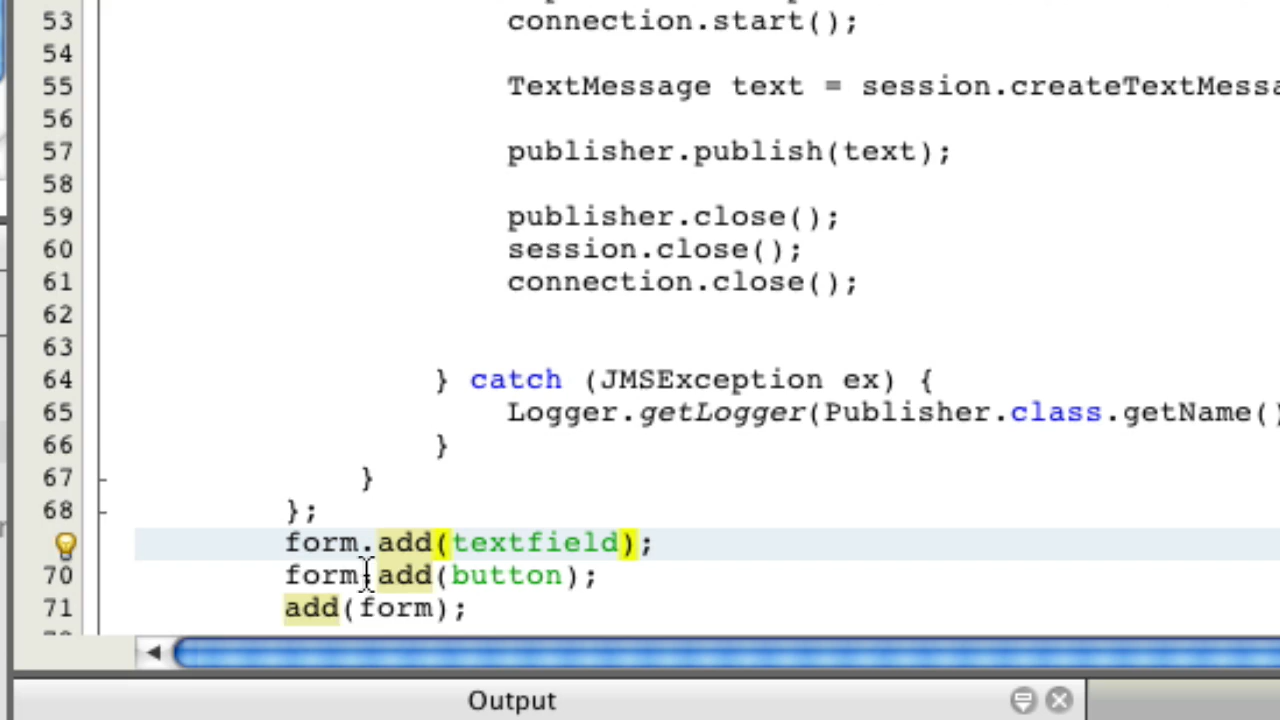 53 connection.start();
54
55 TextMessage text = session.createTextMessa
56
57 publisher.publish(text);
58
59 publisher.close();
60 session.close();
61 connection.close();
62
63
64 } catch (JMSException ex) {
65 Logger.getLogger(Publisher.class.getName()
66 }
67 }
68 };
form.add(textfield);
70 form.add(button);
71 add(form);
Output